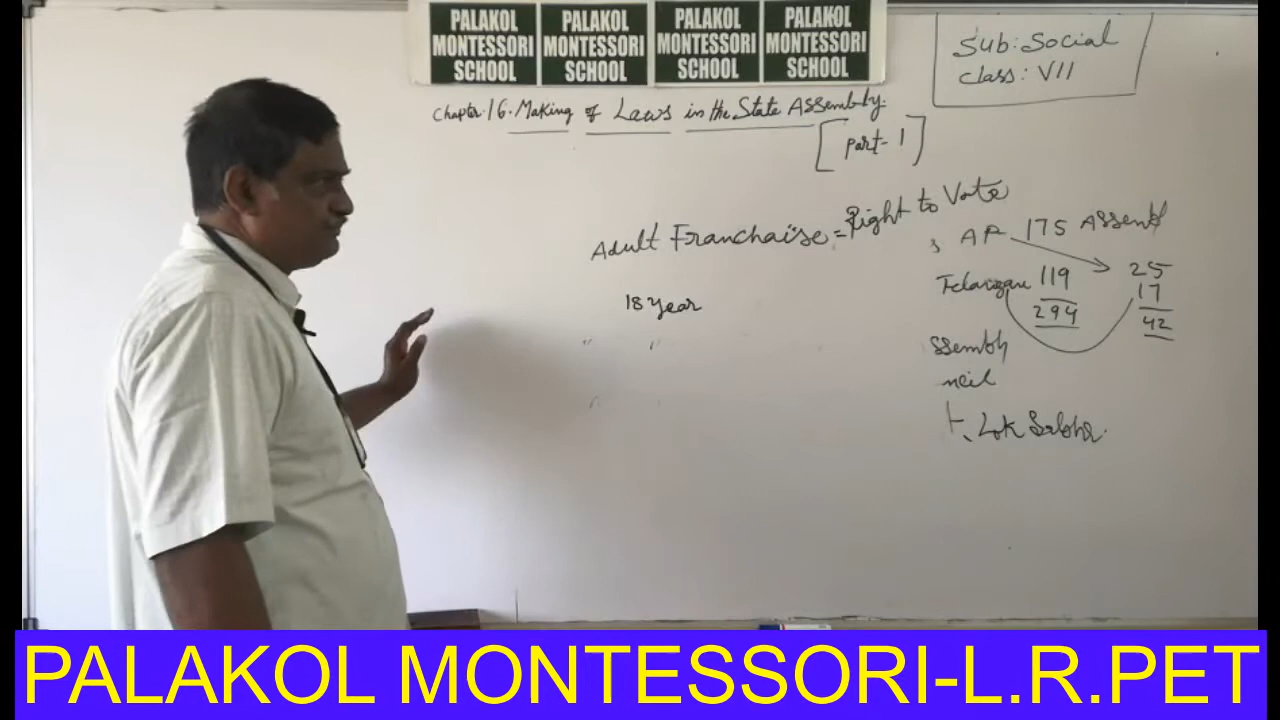 PALAKOL MONTESSORI SCHOOL
PALAKOL MONTESSORI SCHOOL
PALAKOL MONTESSORI SCHOOL
PALAKOL MONTESSORI SCHOOL
Sub: Social
Class: VII
Chapter.16. Making of Laws in the State Assembly.
[Part-1]
Adult Franchaise = Right to Vote
18 Year
AP 175 Assembl
25
119
17
294
42
ssembly
ncil
Lok Sabha.
PALAKOL MONTESSORI-L.R.PET